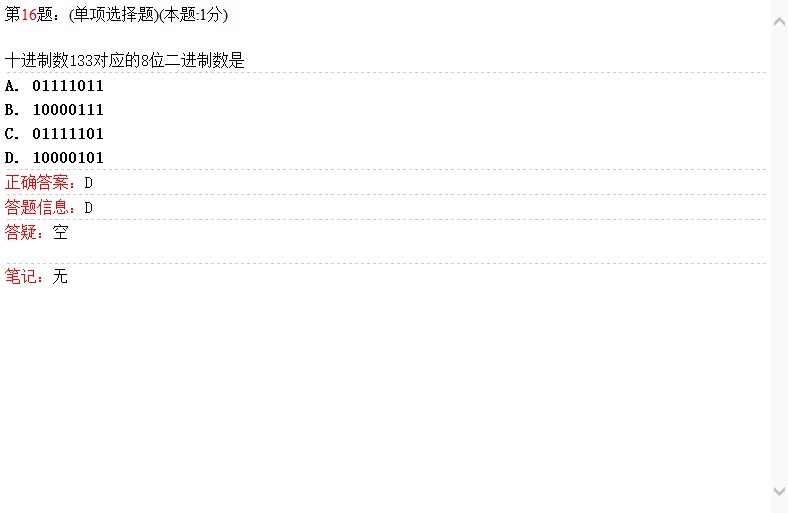 第16题：(单项选择题)(本题:1分)
十进制数133对应的8位二进制数是
A. 01111011
B. 10000111
C. 01111101
D. 10000101
正确答案：D
答题信息：D
答疑：空
笔记：无